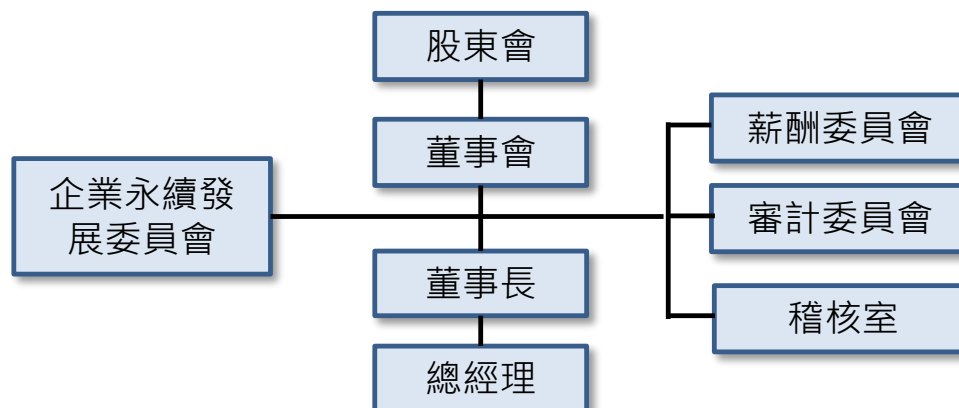 股東會
董事會
薪酬委員會
企業永續發
展委員會
審計委員會
董事長
稽核室
總經理